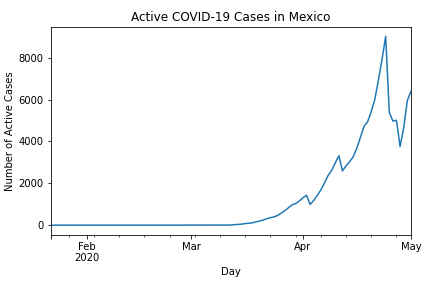 Active COVID-19 Cases in Mexico
8000
6000
4000
2000
0
Number of Active Cases
Feb
2020
Mar
Apr
May
Day